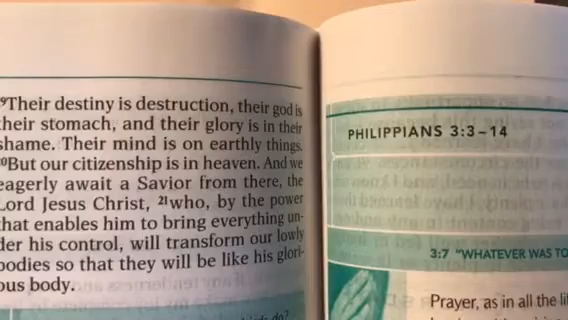 ¹⁹Their destiny is destruction, their god is
their stomach, and their glory is in their
shame. Their mind is on earthly things.
²⁰But our citizenship is in heaven. And we
eagerly await a Savior from there, the
Lord Jesus Christ, ²¹who, by the power
that enables him to bring everything un-
der his control, will transform our lowly
bodies so that they will be like his glori-
ous body.
PHILIPPIANS 3:3–14
3:7 “WHATEVER WAS TO
Prayer, as in all the li